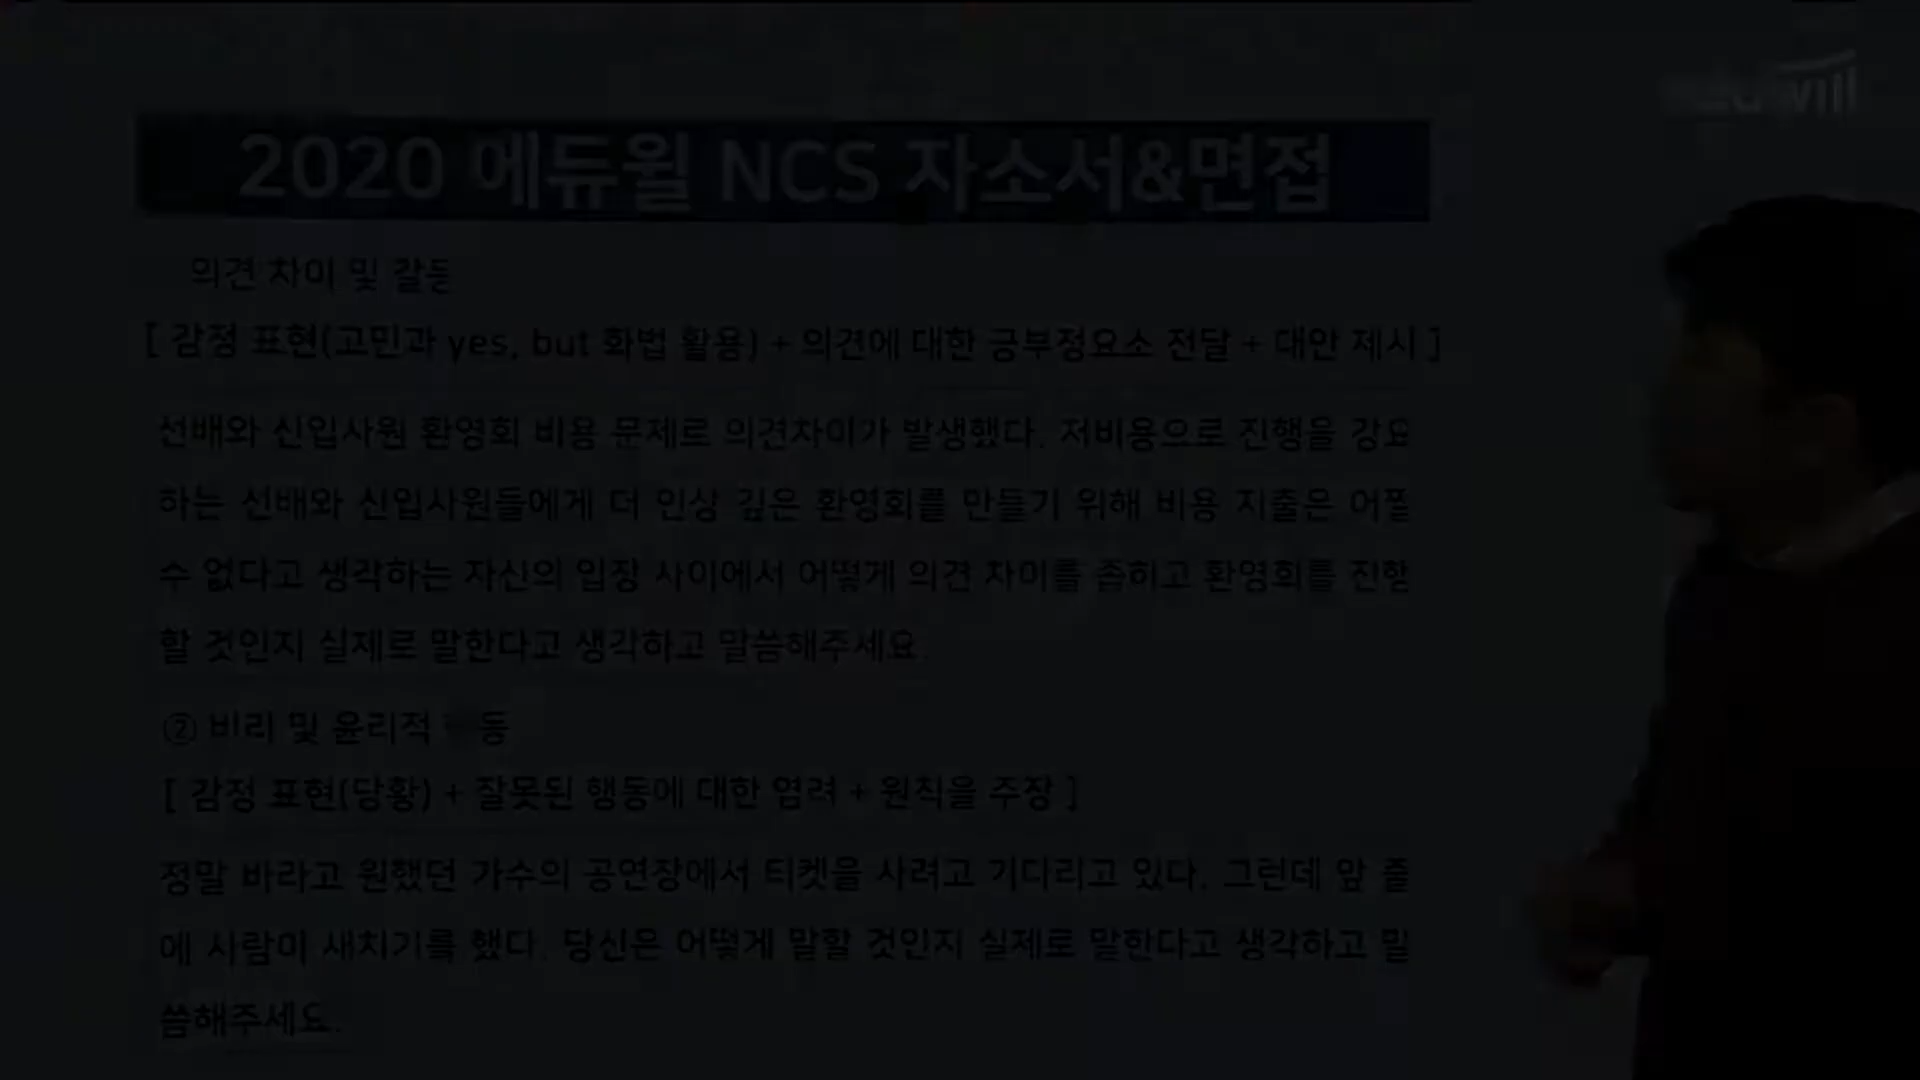 eduwill
2020 에듀윌 NCS 자소서&면접
의견 차이 및 갈등
[ 감정 표현(고민과 yes, but 화법 활용) + 의견에 대한 긍부정요소 전달 + 대안 제시 ]
선배와 신입사원 환영회 비용 문제로 의견차이가 발생했다. 저비용으로 진행을 강요
하는 선배와 신입사원들에게 더 인상 깊은 환영회를 만들기 위해 비용 지출은 어쩔
수 없다고 생각하는 자신의 입장 사이에서 어떻게 의견 차이를 좁히고 환영회를 진행
할 것인지 실제로 말한다고 생각하고 말씀해주세요.
② 비리 및 윤리적
[ 감정 표현(당황) + 잘못된 행동에 대한 염려 + 원칙을 주장 ]
정말 바라고 원했던 가수의 공연장에서 티켓을 사려고 기다리고 있다. 그런데 앞 줄
에 사람이 새치기를 했다. 당신은 어떻게 말할 것인지 실제로 말한다고 생각하고 말
씀해주세요.